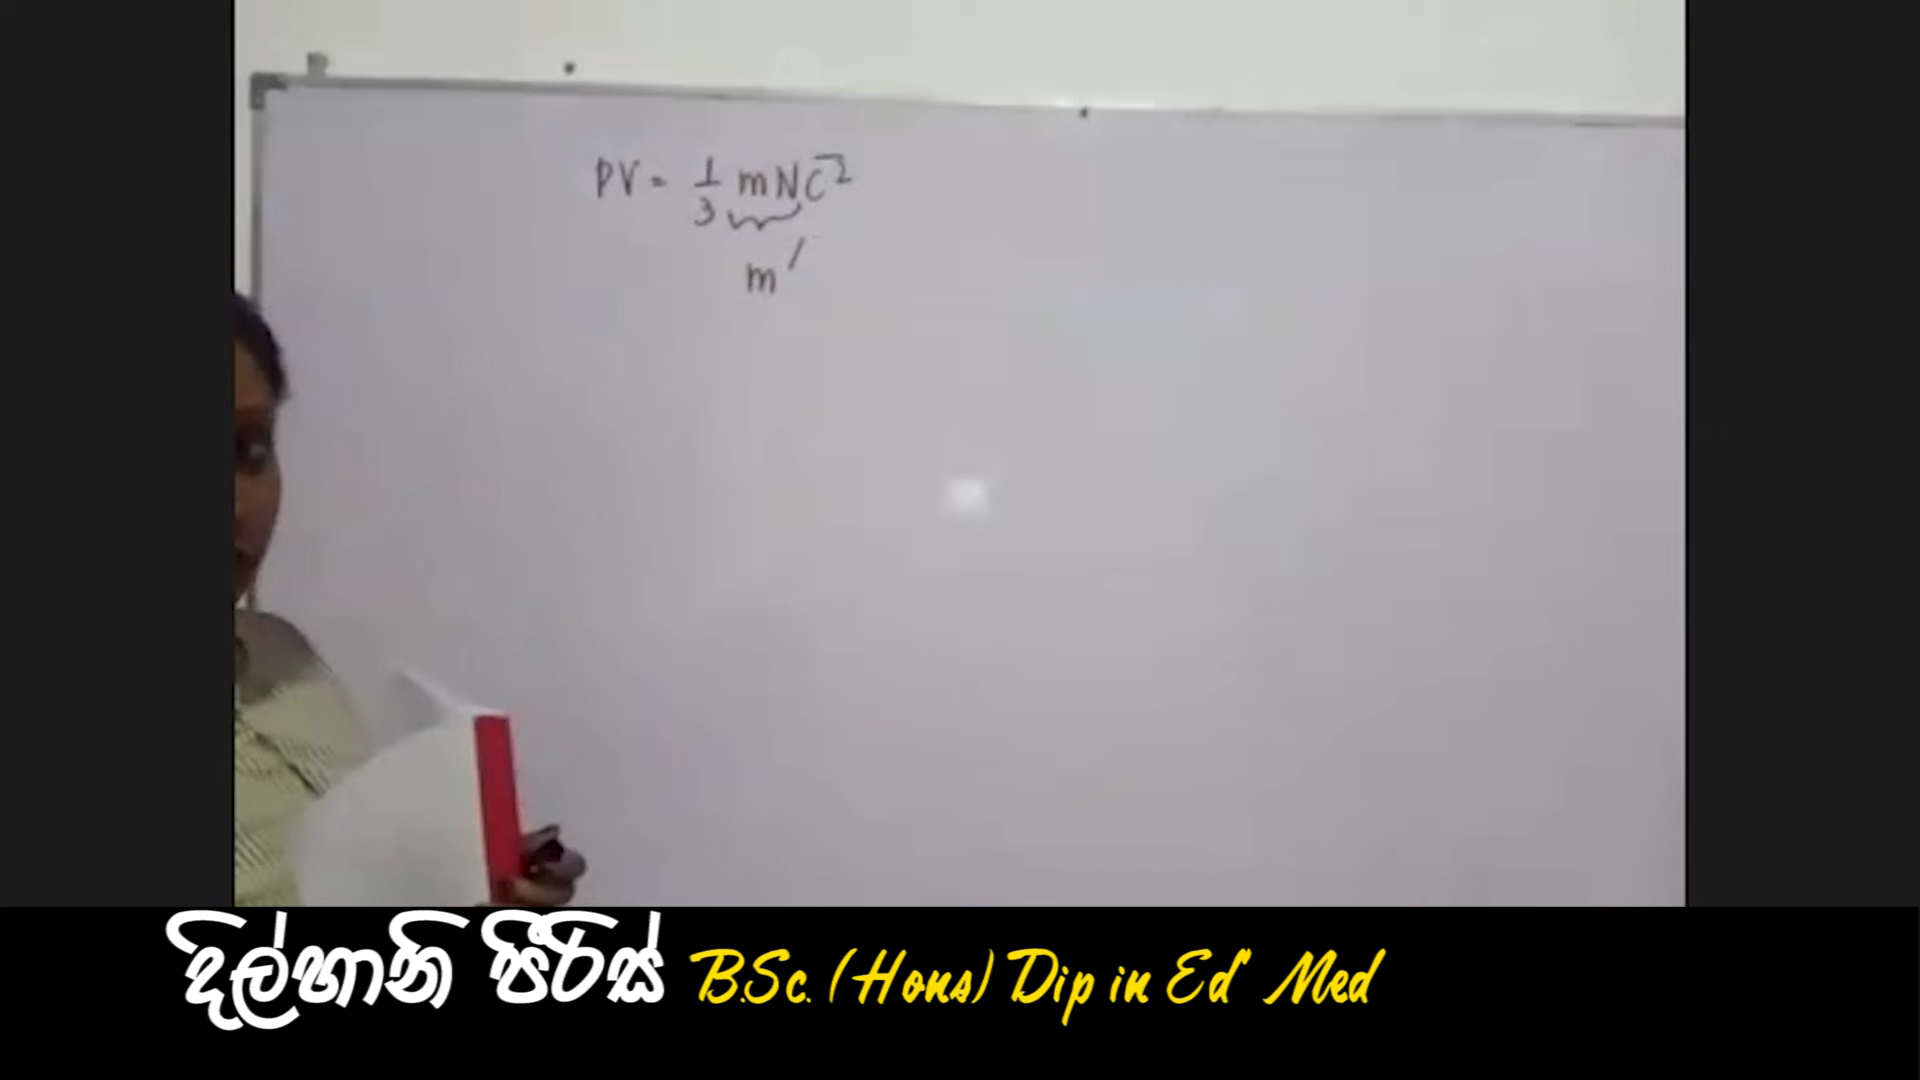 PV = 1/3 mNC̅²
m′
දිල්හානි පීරිස් B.Sc. (Hons) Dip in Ed Med